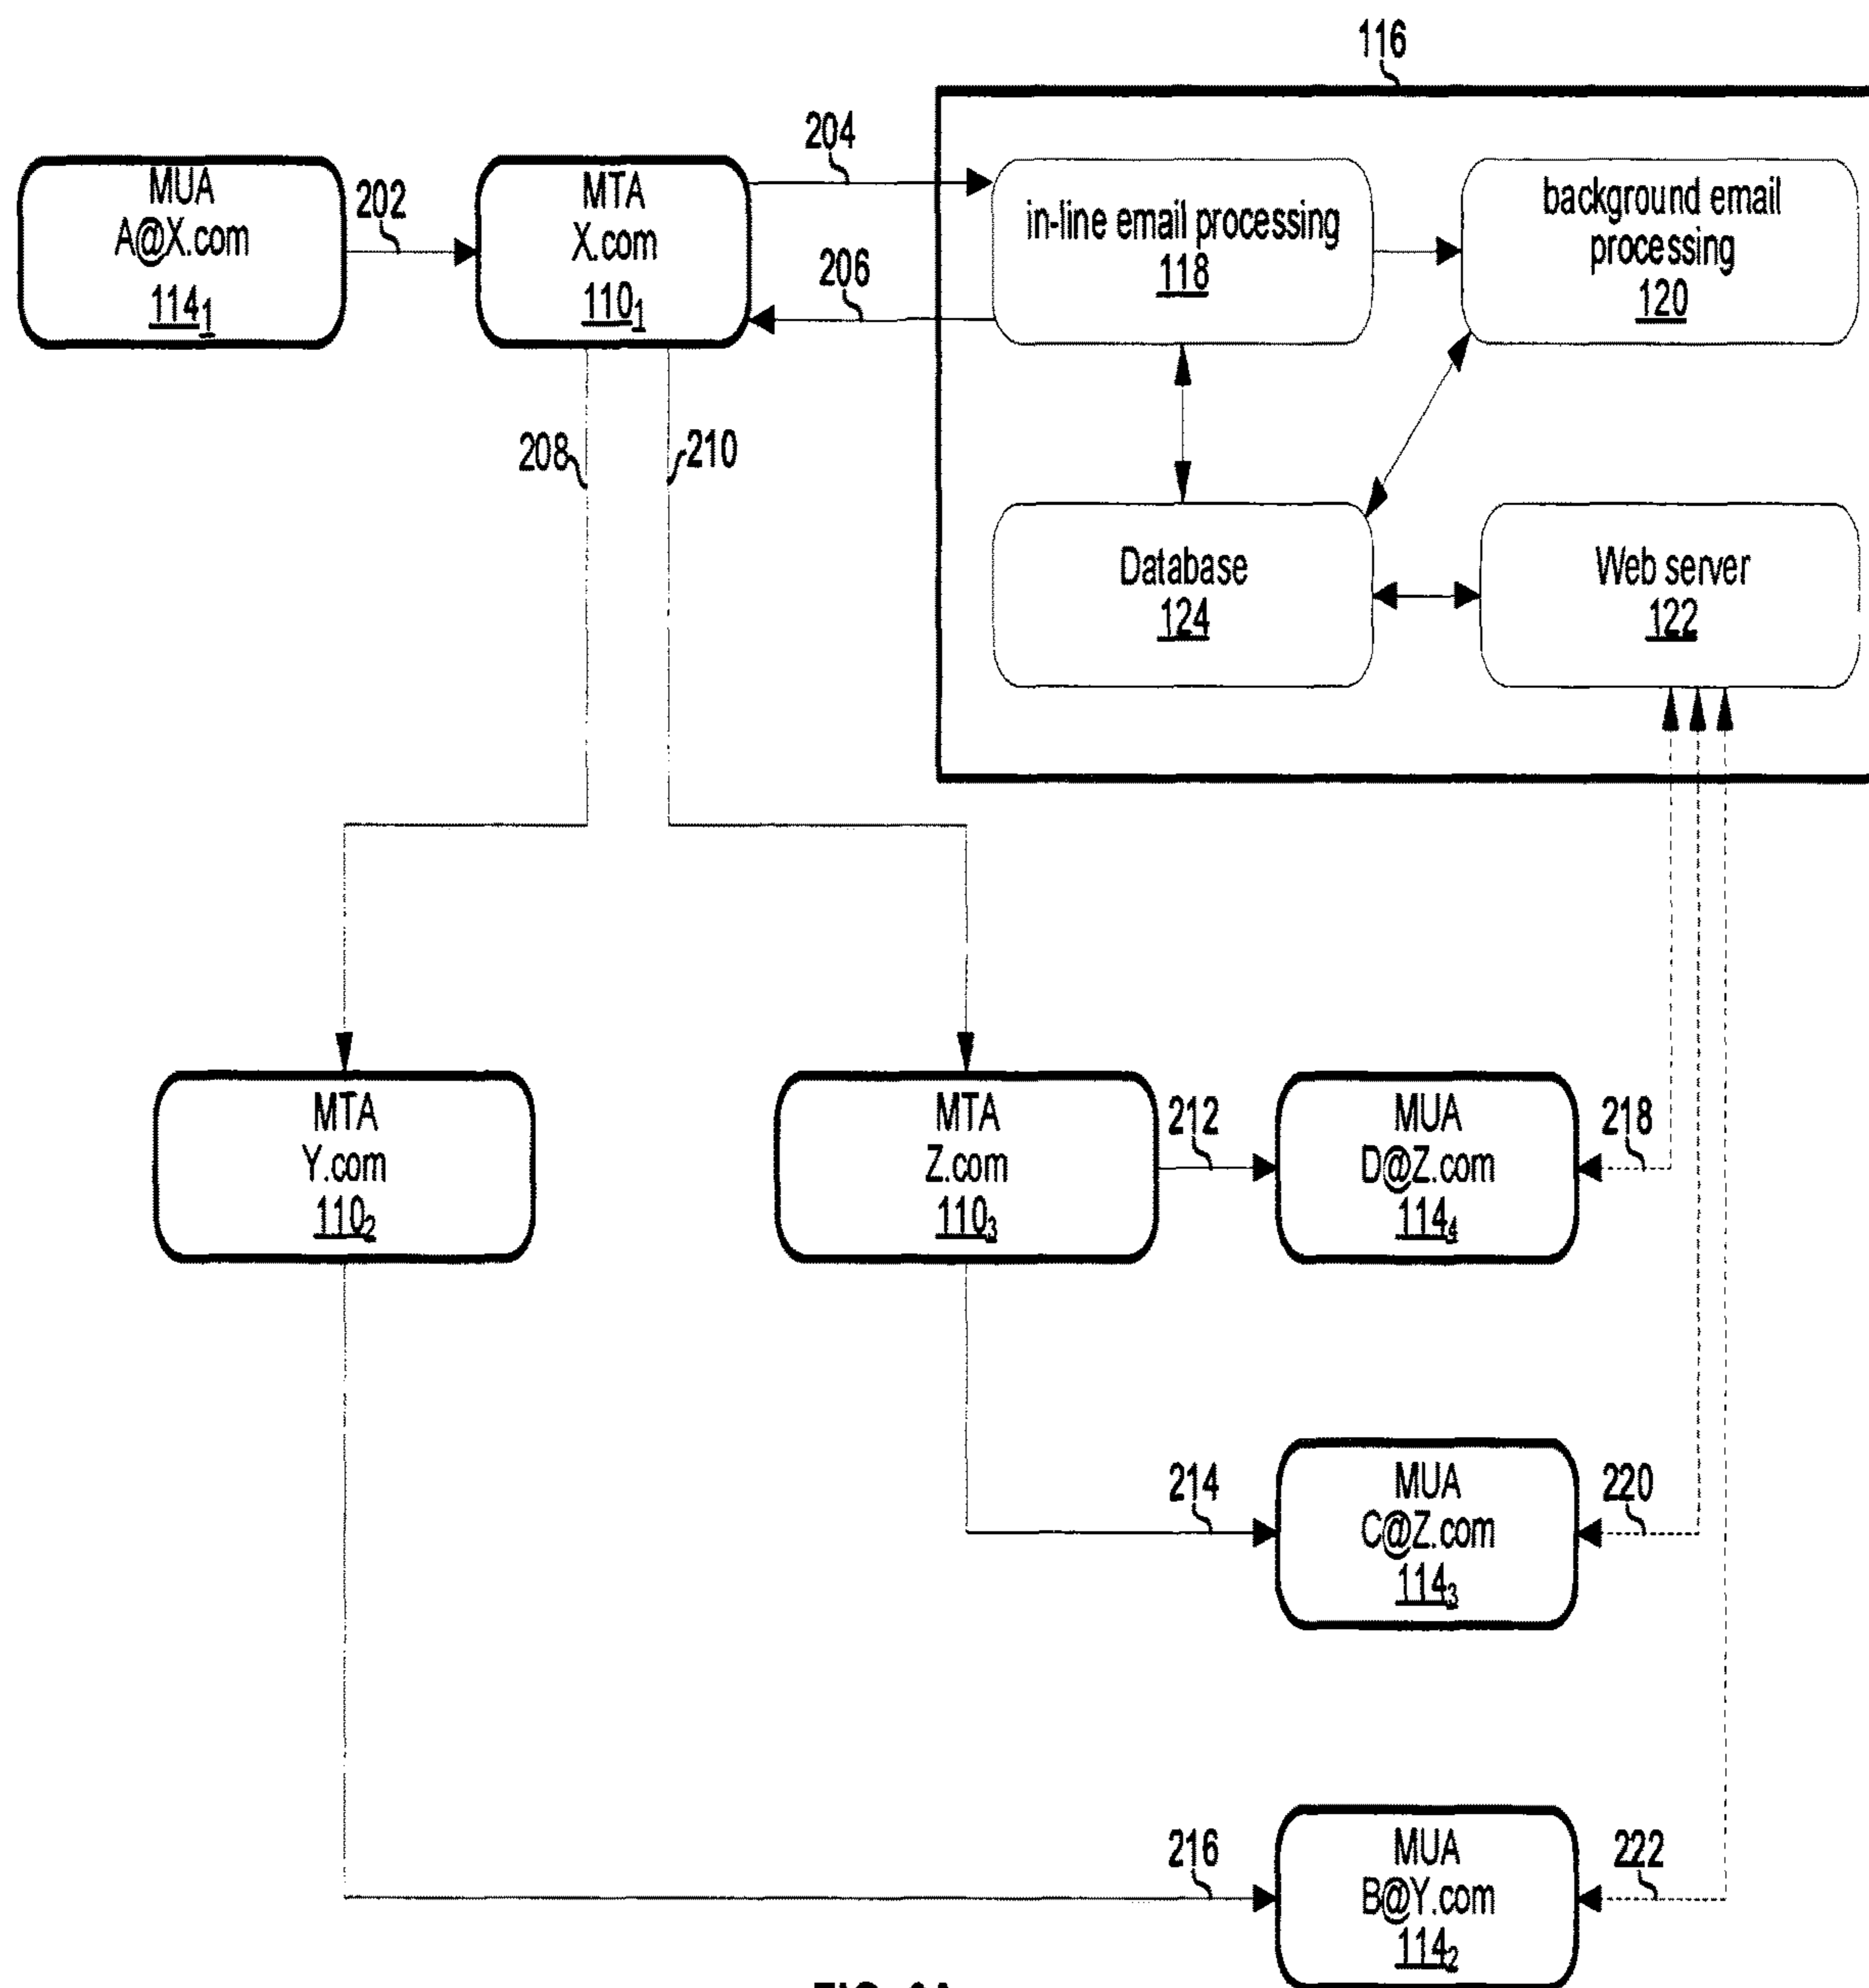 116
204
MUA
A@X.com
114₁
202
MTA
X.com
110₁
206
in-line email processing
118
background email
processing
120
208
210
Database
124
Web server
122
MTA
Y.com
110₂
MTA
Z.com
110₃
212
MUA
D@Z.com
114₄
218
214
MUA
C@Z.com
114₃
220
216
MUA
B@Y.com
114₂
222